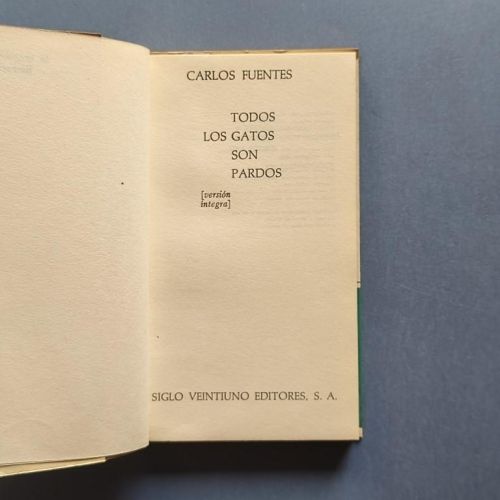 CARLOS FUENTES
TODOS
LOS GATOS
SON
PARDOS
[versión
íntegra]
SIGLO VEINTIUNO EDITORES, S. A.